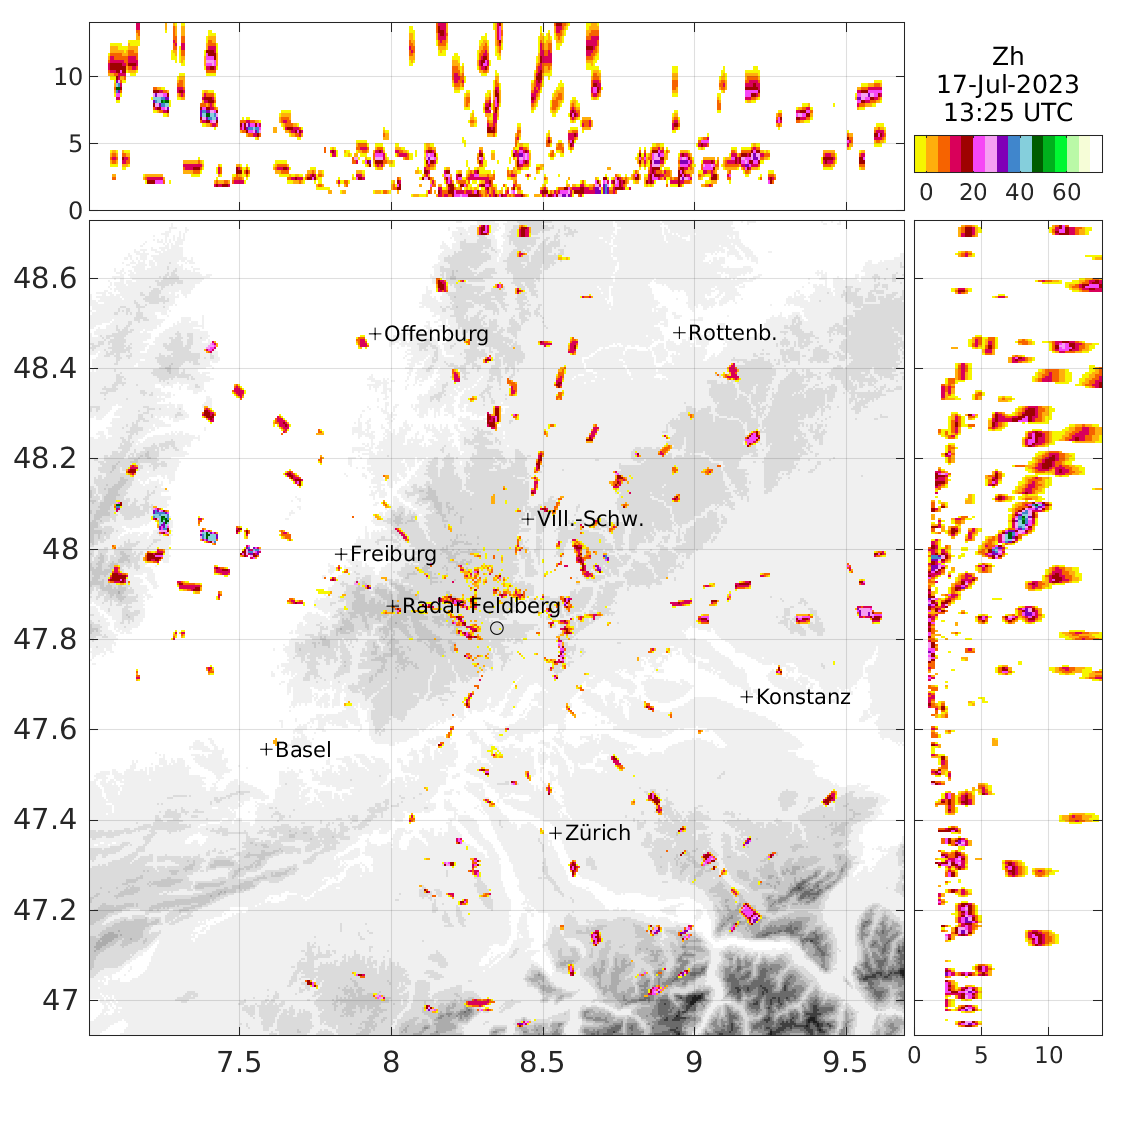 10
5
0
Zh
17-Jul-2023
13:25 UTC
0 20 40 60
48.6
48.4
48.2
48
47.8
47.6
47.4
47.2
47
+Offenburg
+Rottenb.
+Vill.-Schw.
+Freiburg
+Radar Feldberg
+Konstanz
+Basel
+Zürich
7.5 8 8.5 9 9.5
0 5 10